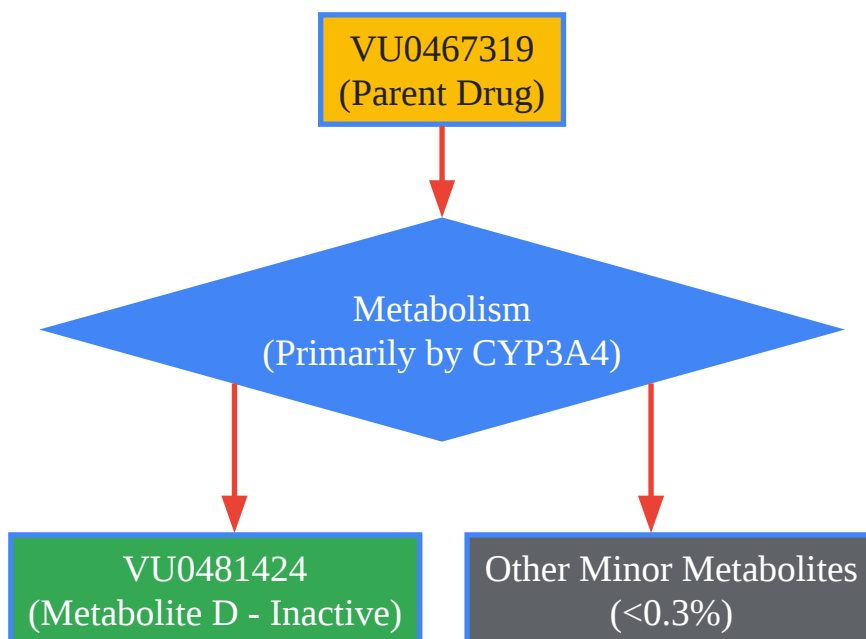 VU0467319
(Parent Drug)
Metabolism
(Primarily by CYP3A4)
VU0481424
(Metabolite D - Inactive)
Other Minor Metabolites
(<0.3%)